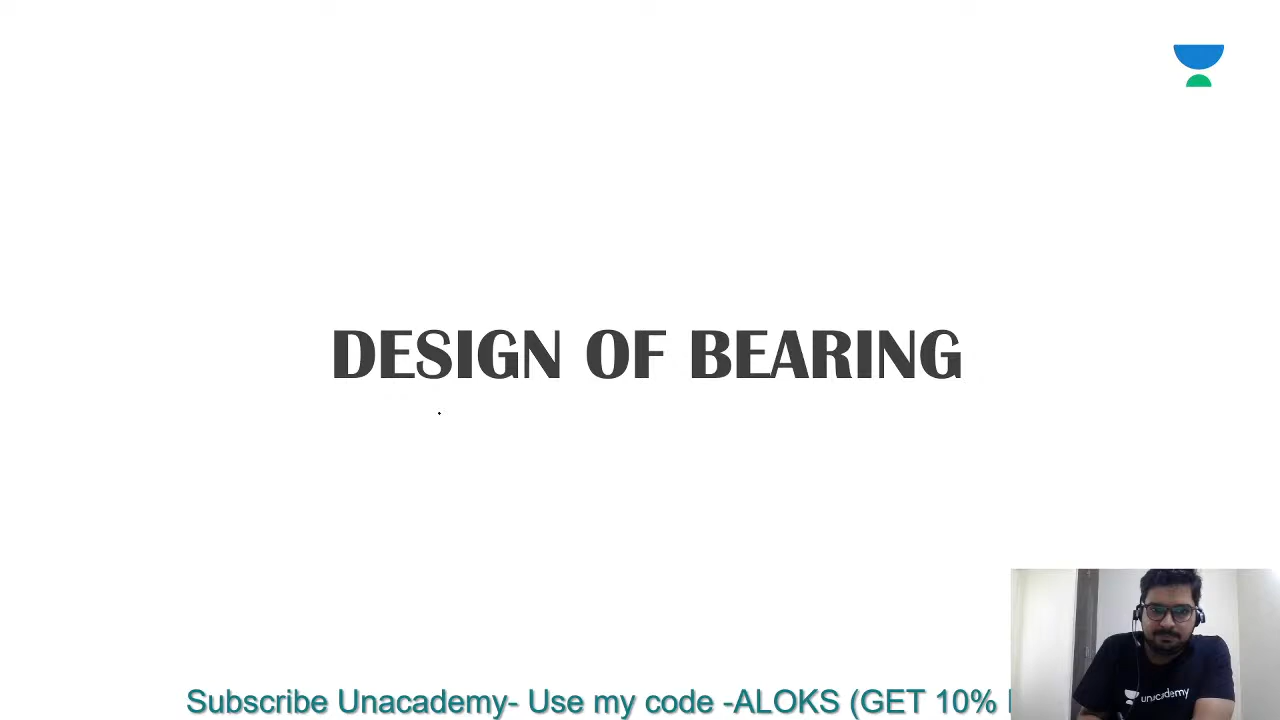 DESIGN OF BEARING
unacademy
Subscribe Unacademy- Use my code -ALOKS (GET 10%